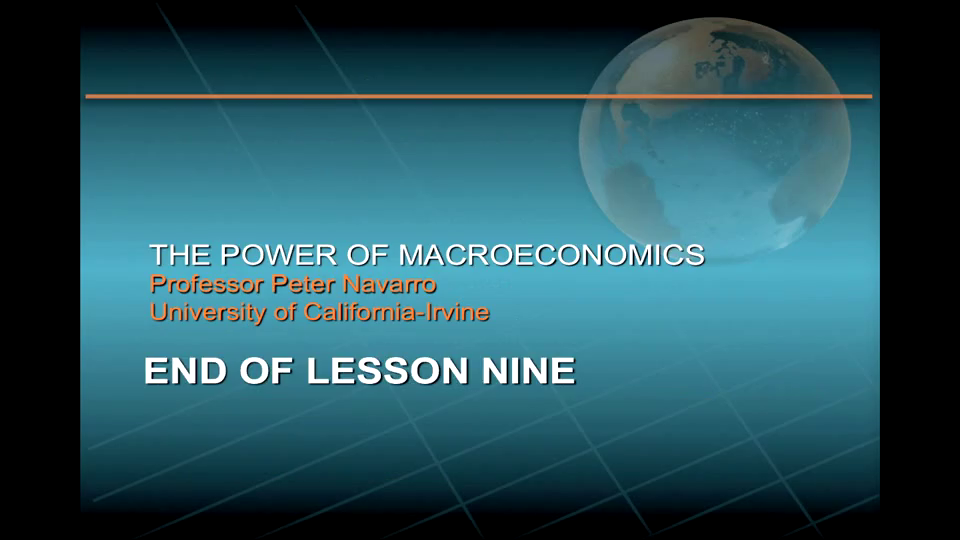 THE POWER OF MACROECONOMICS
Professor Peter Navarro
University of California-Irvine
END OF LESSON NINE